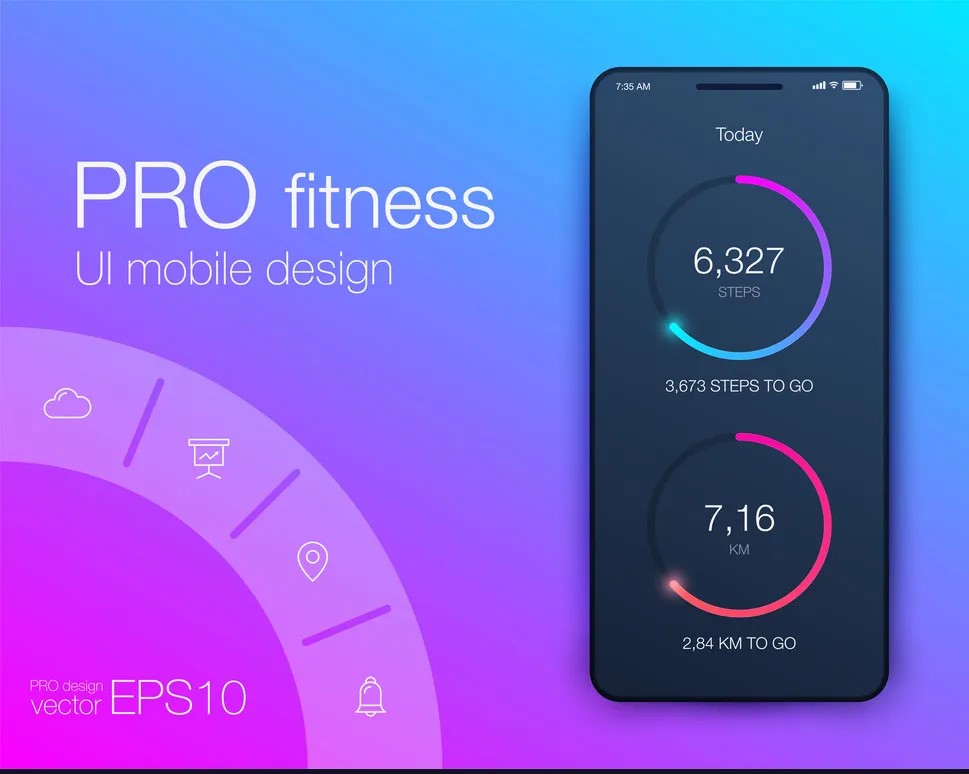 PRO fitness
UI mobile design
PRO design
vector EPS10
7:35 AM
Today
6,327
STEPS
3,673 STEPS TO GO
7,16
KM
2,84 KM TO GO